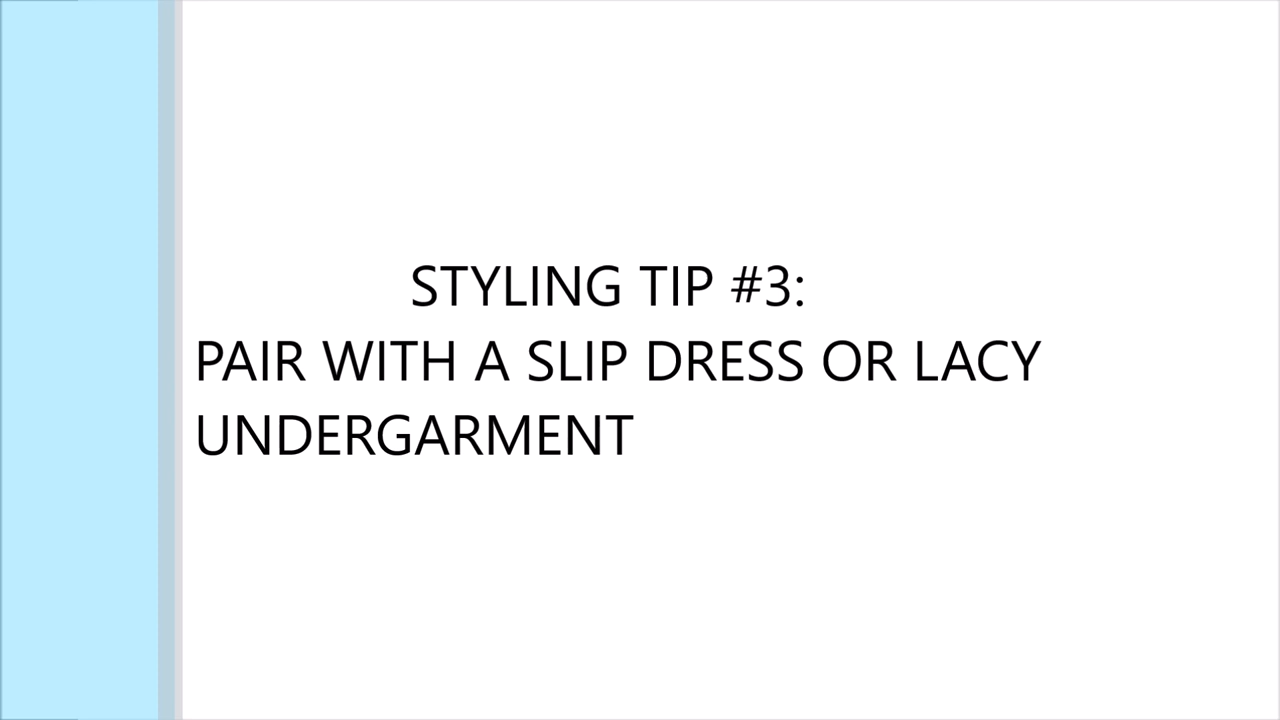 STYLING TIP #3:
PAIR WITH A SLIP DRESS OR LACY
UNDERGARMENT